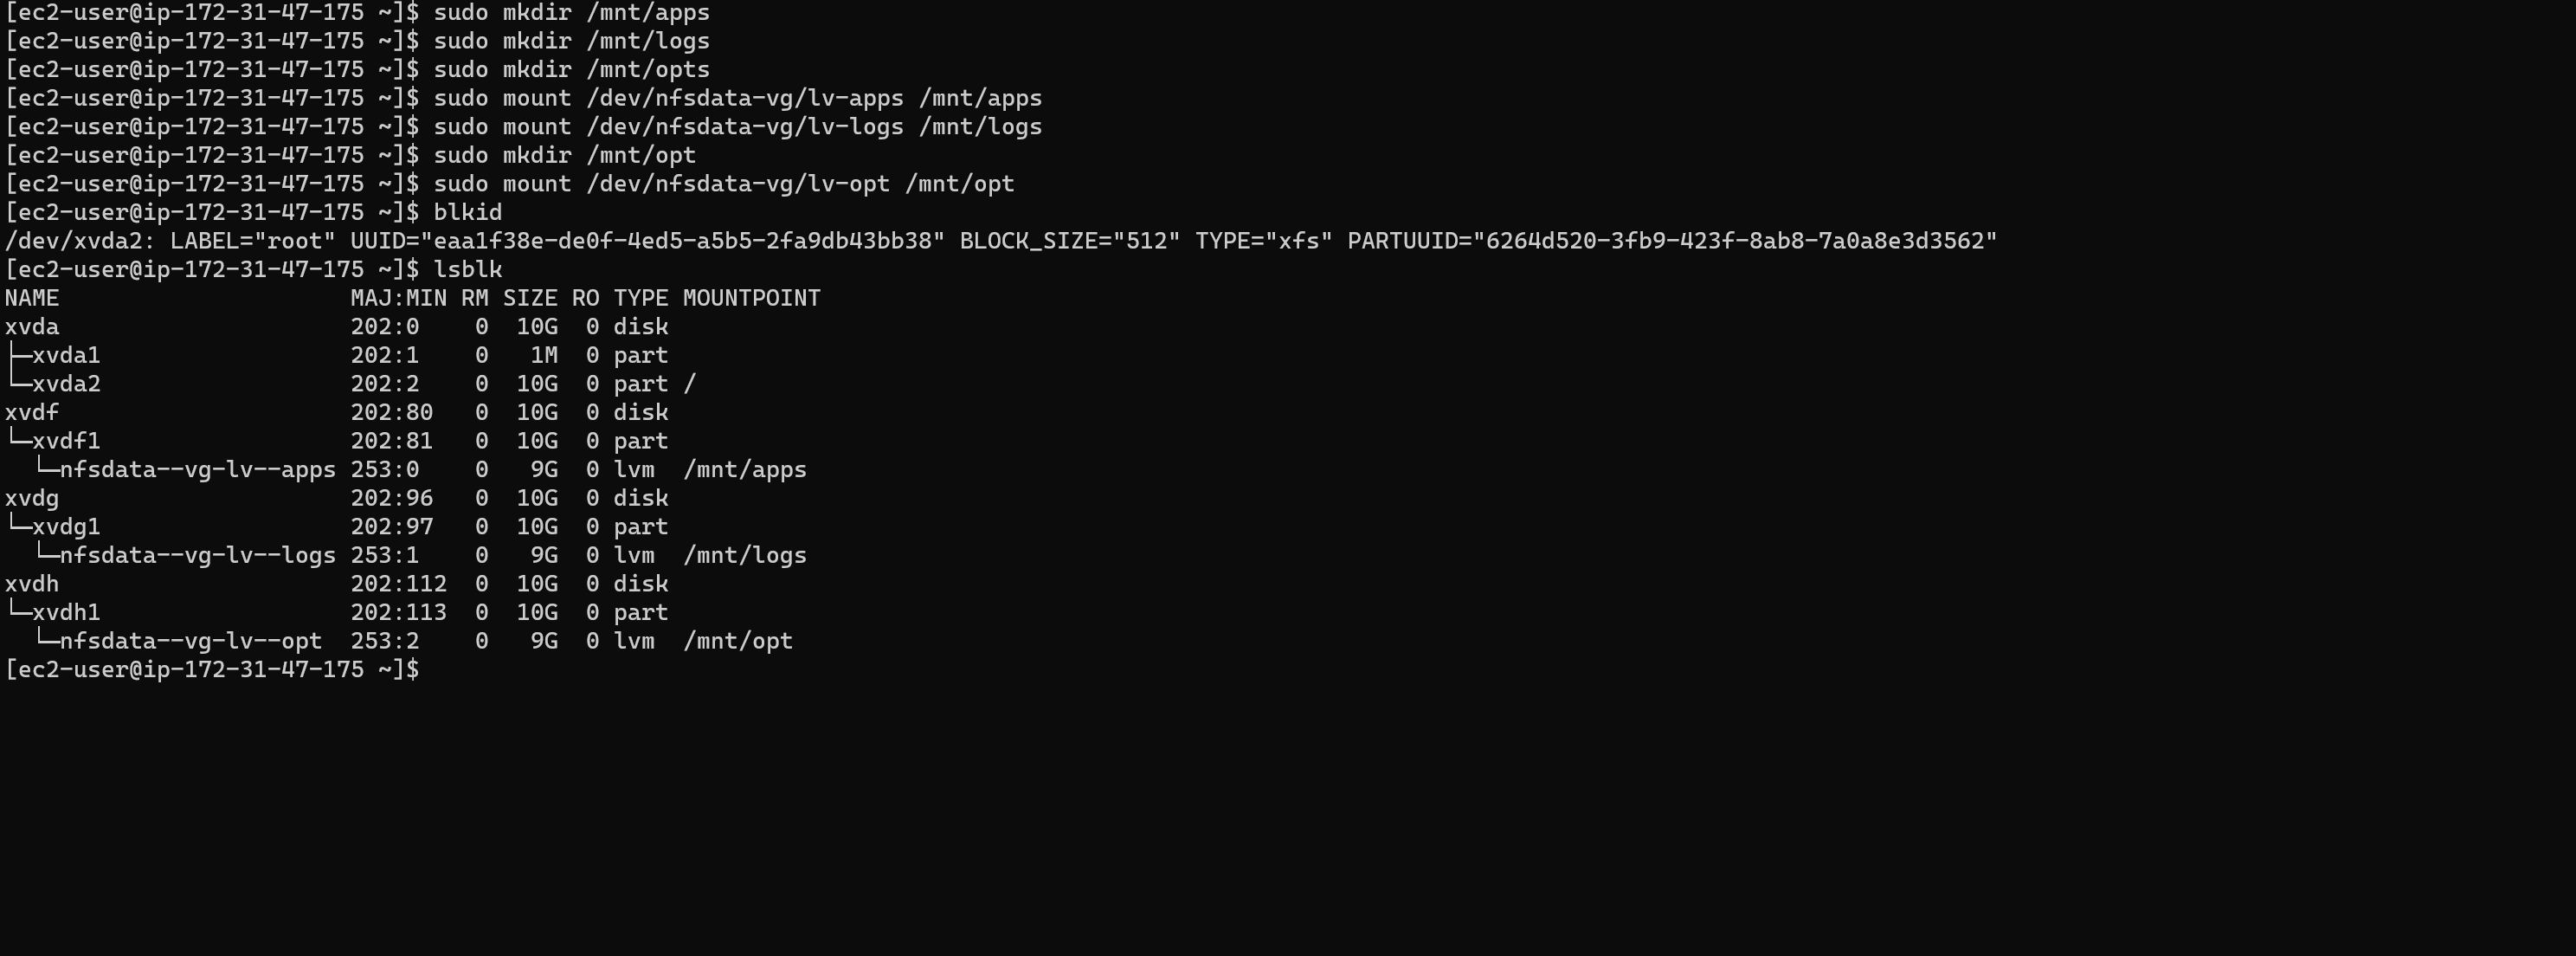 [ec2-user@ip-172-31-47-175 ~]$ sudo mkdir /mnt/apps
[ec2-user@ip-172-31-47-175 ~]$ sudo mkdir /mnt/logs
[ec2-user@ip-172-31-47-175 ~]$ sudo mkdir /mnt/opts
[ec2-user@ip-172-31-47-175 ~]$ sudo mount /dev/nfsdata-vg/lv-apps /mnt/apps
[ec2-user@ip-172-31-47-175 ~]$ sudo mount /dev/nfsdata-vg/lv-logs /mnt/logs
[ec2-user@ip-172-31-47-175 ~]$ sudo mkdir /mnt/opt
[ec2-user@ip-172-31-47-175 ~]$ sudo mount /dev/nfsdata-vg/lv-opt /mnt/opt
[ec2-user@ip-172-31-47-175 ~]$ blkid
/dev/xvda2: LABEL="root" UUID="eaa1f38e-de0f-4ed5-a5b5-2fa9db43bb38" BLOCK_SIZE="512" TYPE="xfs" PARTUUID="6264d520-3fb9-423f-8ab8-7a0a8e3d3562"
[ec2-user@ip-172-31-47-175 ~]$ lsblk
NAME                     MAJ:MIN RM SIZE RO TYPE MOUNTPOINT
xvda                     202:0    0  10G  0 disk
├─xvda1                  202:1    0   1M  0 part
└─xvda2                  202:2    0  10G  0 part /
xvdf                     202:80   0  10G  0 disk
└─xvdf1                  202:81   0  10G  0 part
  └─nfsdata--vg-lv--apps 253:0    0   9G  0 lvm  /mnt/apps
xvdg                     202:96   0  10G  0 disk
└─xvdg1                  202:97   0  10G  0 part
  └─nfsdata--vg-lv--logs 253:1    0   9G  0 lvm  /mnt/logs
xvdh                     202:112  0  10G  0 disk
└─xvdh1                  202:113  0  10G  0 part
  └─nfsdata--vg-lv--opt  253:2    0   9G  0 lvm  /mnt/opt
[ec2-user@ip-172-31-47-175 ~]$